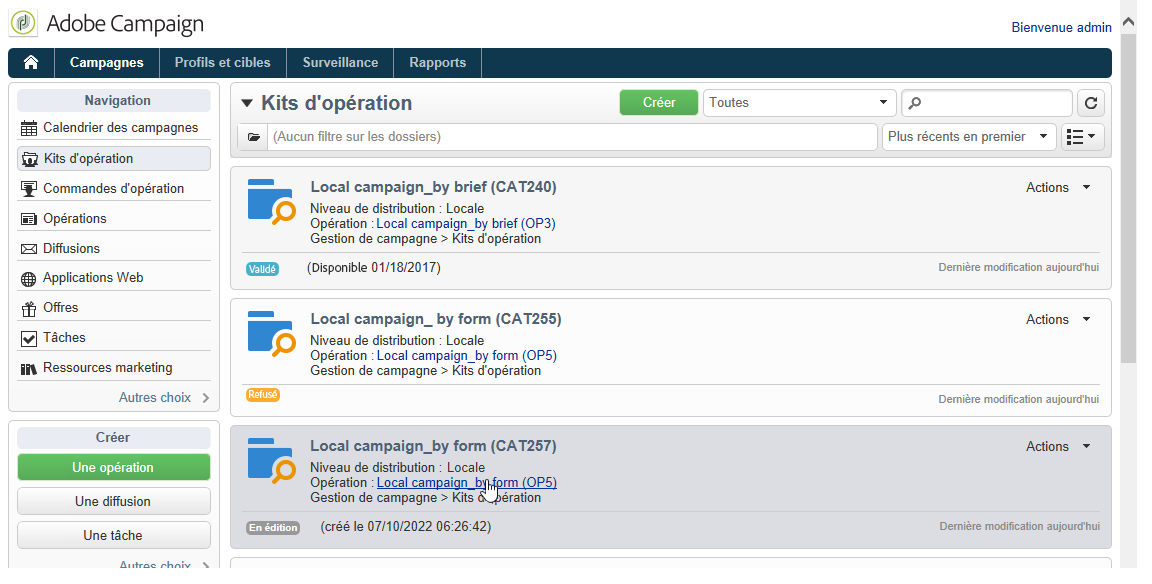 Adobe Campaign
Bienvenue admin
Campagnes Profils et cibles Surveillance Rapports
Navigation
Calendrier des campagnes
Kits d'opération
Commandes d'opération
Opérations
Diffusions
Applications Web
Offres
Tâches
Ressources marketing
Autres choix
Créer
Une opération
Une diffusion
Une tâche
Autres choix
Kits d'opération
Créer
Toutes
(Aucun filtre sur les dossiers)
Plus récents en premier
Local campaign_by brief (CAT240)
Actions
Niveau de distribution : Locale
Opération : Local campaign_by brief (OP3)
Gestion de campagne > Kits d'opération
Validé
(Disponible 01/18/2017)
Dernière modification aujourd'hui
Local campaign_ by form (CAT255)
Actions
Niveau de distribution : Locale
Opération : Local campaign_by form (OP5)
Gestion de campagne > Kits d'opération
Refusé
Dernière modification aujourd'hui
Local campaign_by form (CAT257)
Actions
Niveau de distribution : Locale
Opération : Local campaign_by form (OP5)
Gestion de campagne > Kits d'opération
En édition
(créé le 07/10/2022 06:26:42)
Dernière modification aujourd'hui